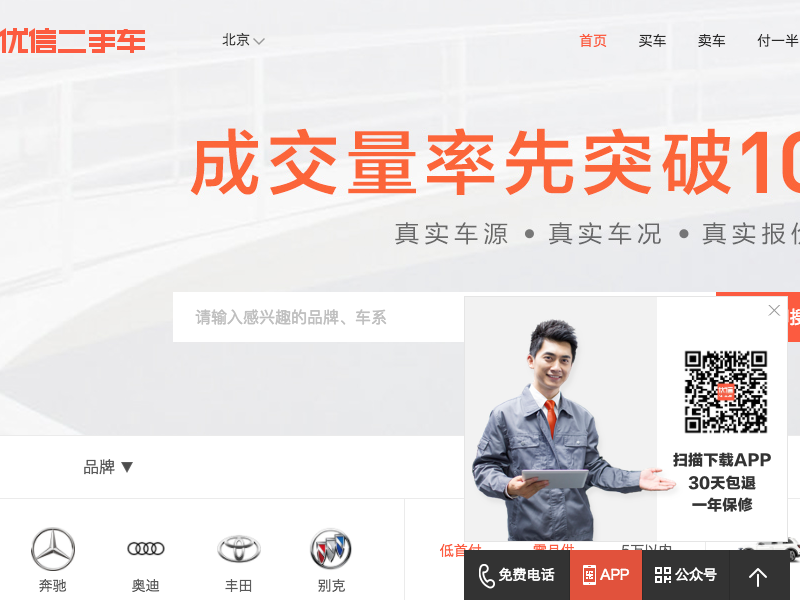 优信二手车
北京
首页 买车 卖车 付一半
成交量率先突破10
真实车源 • 真实车况 • 真实报价
请输入感兴趣的品牌、车系
搜
扫描下载APP
30天包退
一年保修
品牌 ▼
奔驰 奥迪 丰田 别克
低首付 零月供 5万以内
免费电话 APP 公众号